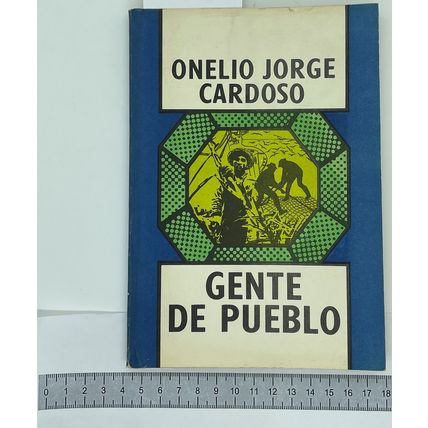 ONELIO JORGE
CARDOSO
GENTE
DE PUEBLO
0 1 2 3 4 5 6 7 8 9 10 11 12 13 14 15 16 17 18